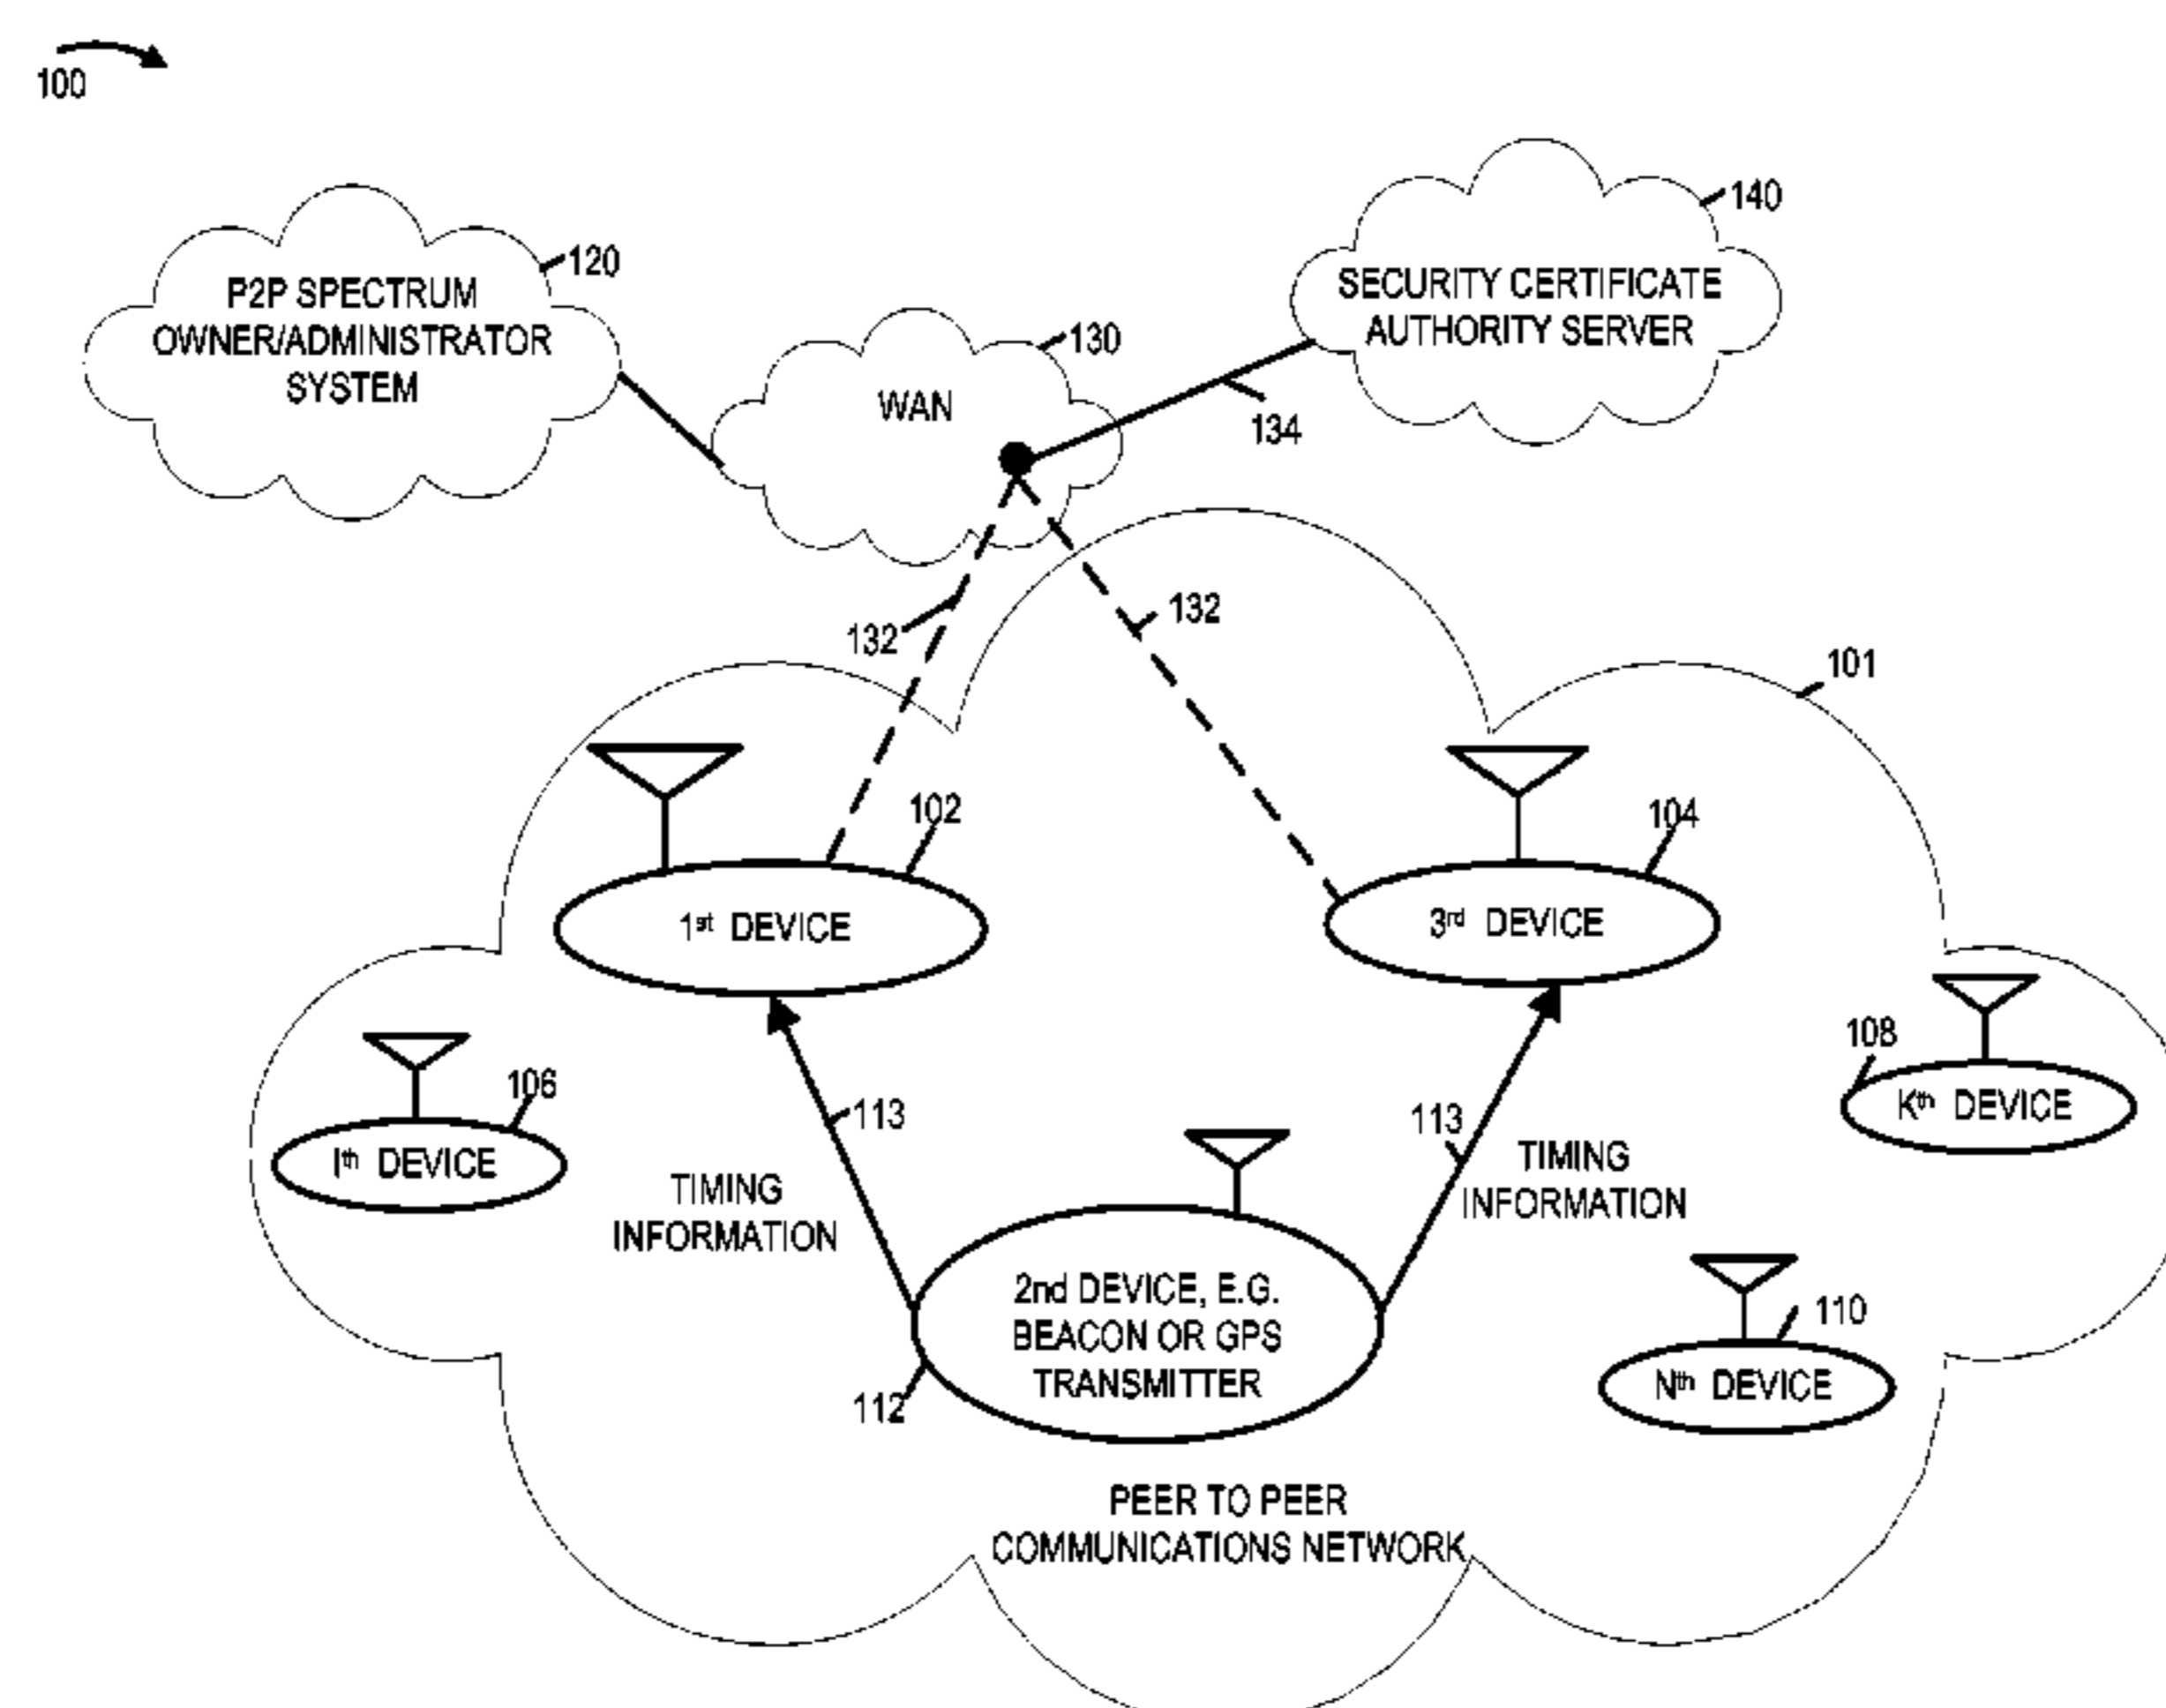 100
140
120
P2P SPECTRUM
OWNER/ADMINISTRATOR
SYSTEM
SECURITY CERTIFICATE
AUTHORITY SERVER
130
WAN
134
132
132
101
102
104
1st DEVICE
3rd DEVICE
108
106
Kth DEVICE
113
113
Ith DEVICE
TIMING
INFORMATION
TIMING
INFORMATION
2nd DEVICE, E.G.
BEACON OR GPS
TRANSMITTER
110
112
Nth DEVICE
PEER TO PEER
COMMUNICATIONS NETWORK